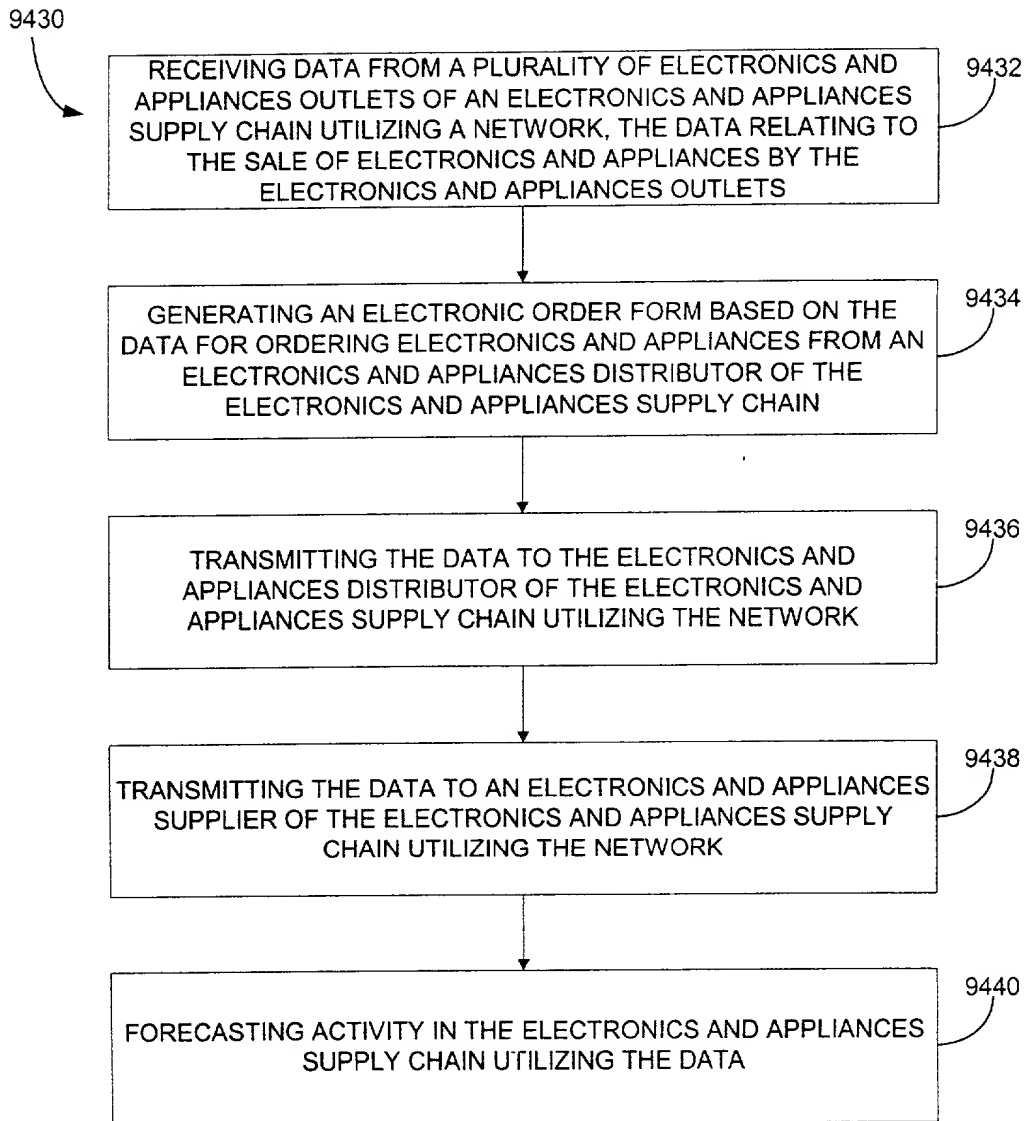 9430
RECEIVING DATA FROM A PLURALITY OF ELECTRONICS AND
APPLIANCES OUTLETS OF AN ELECTRONICS AND APPLIANCES
SUPPLY CHAIN UTILIZING A NETWORK, THE DATA RELATING TO
THE SALE OF ELECTRONICS AND APPLIANCES BY THE
ELECTRONICS AND APPLIANCES OUTLETS
9432
GENERATING AN ELECTRONIC ORDER FORM BASED ON THE
DATA FOR ORDERING ELECTRONICS AND APPLIANCES FROM AN
ELECTRONICS AND APPLIANCES DISTRIBUTOR OF THE
ELECTRONICS AND APPLIANCES SUPPLY CHAIN
9434
TRANSMITTING THE DATA TO THE ELECTRONICS AND
APPLIANCES DISTRIBUTOR OF THE ELECTRONICS AND
APPLIANCES SUPPLY CHAIN UTILIZING THE NETWORK
9436
TRANSMITTING THE DATA TO AN ELECTRONICS AND APPLIANCES
SUPPLIER OF THE ELECTRONICS AND APPLIANCES SUPPLY
CHAIN UTILIZING THE NETWORK
9438
FORECASTING ACTIVITY IN THE ELECTRONICS AND APPLIANCES
SUPPLY CHAIN UTILIZING THE DATA
9440